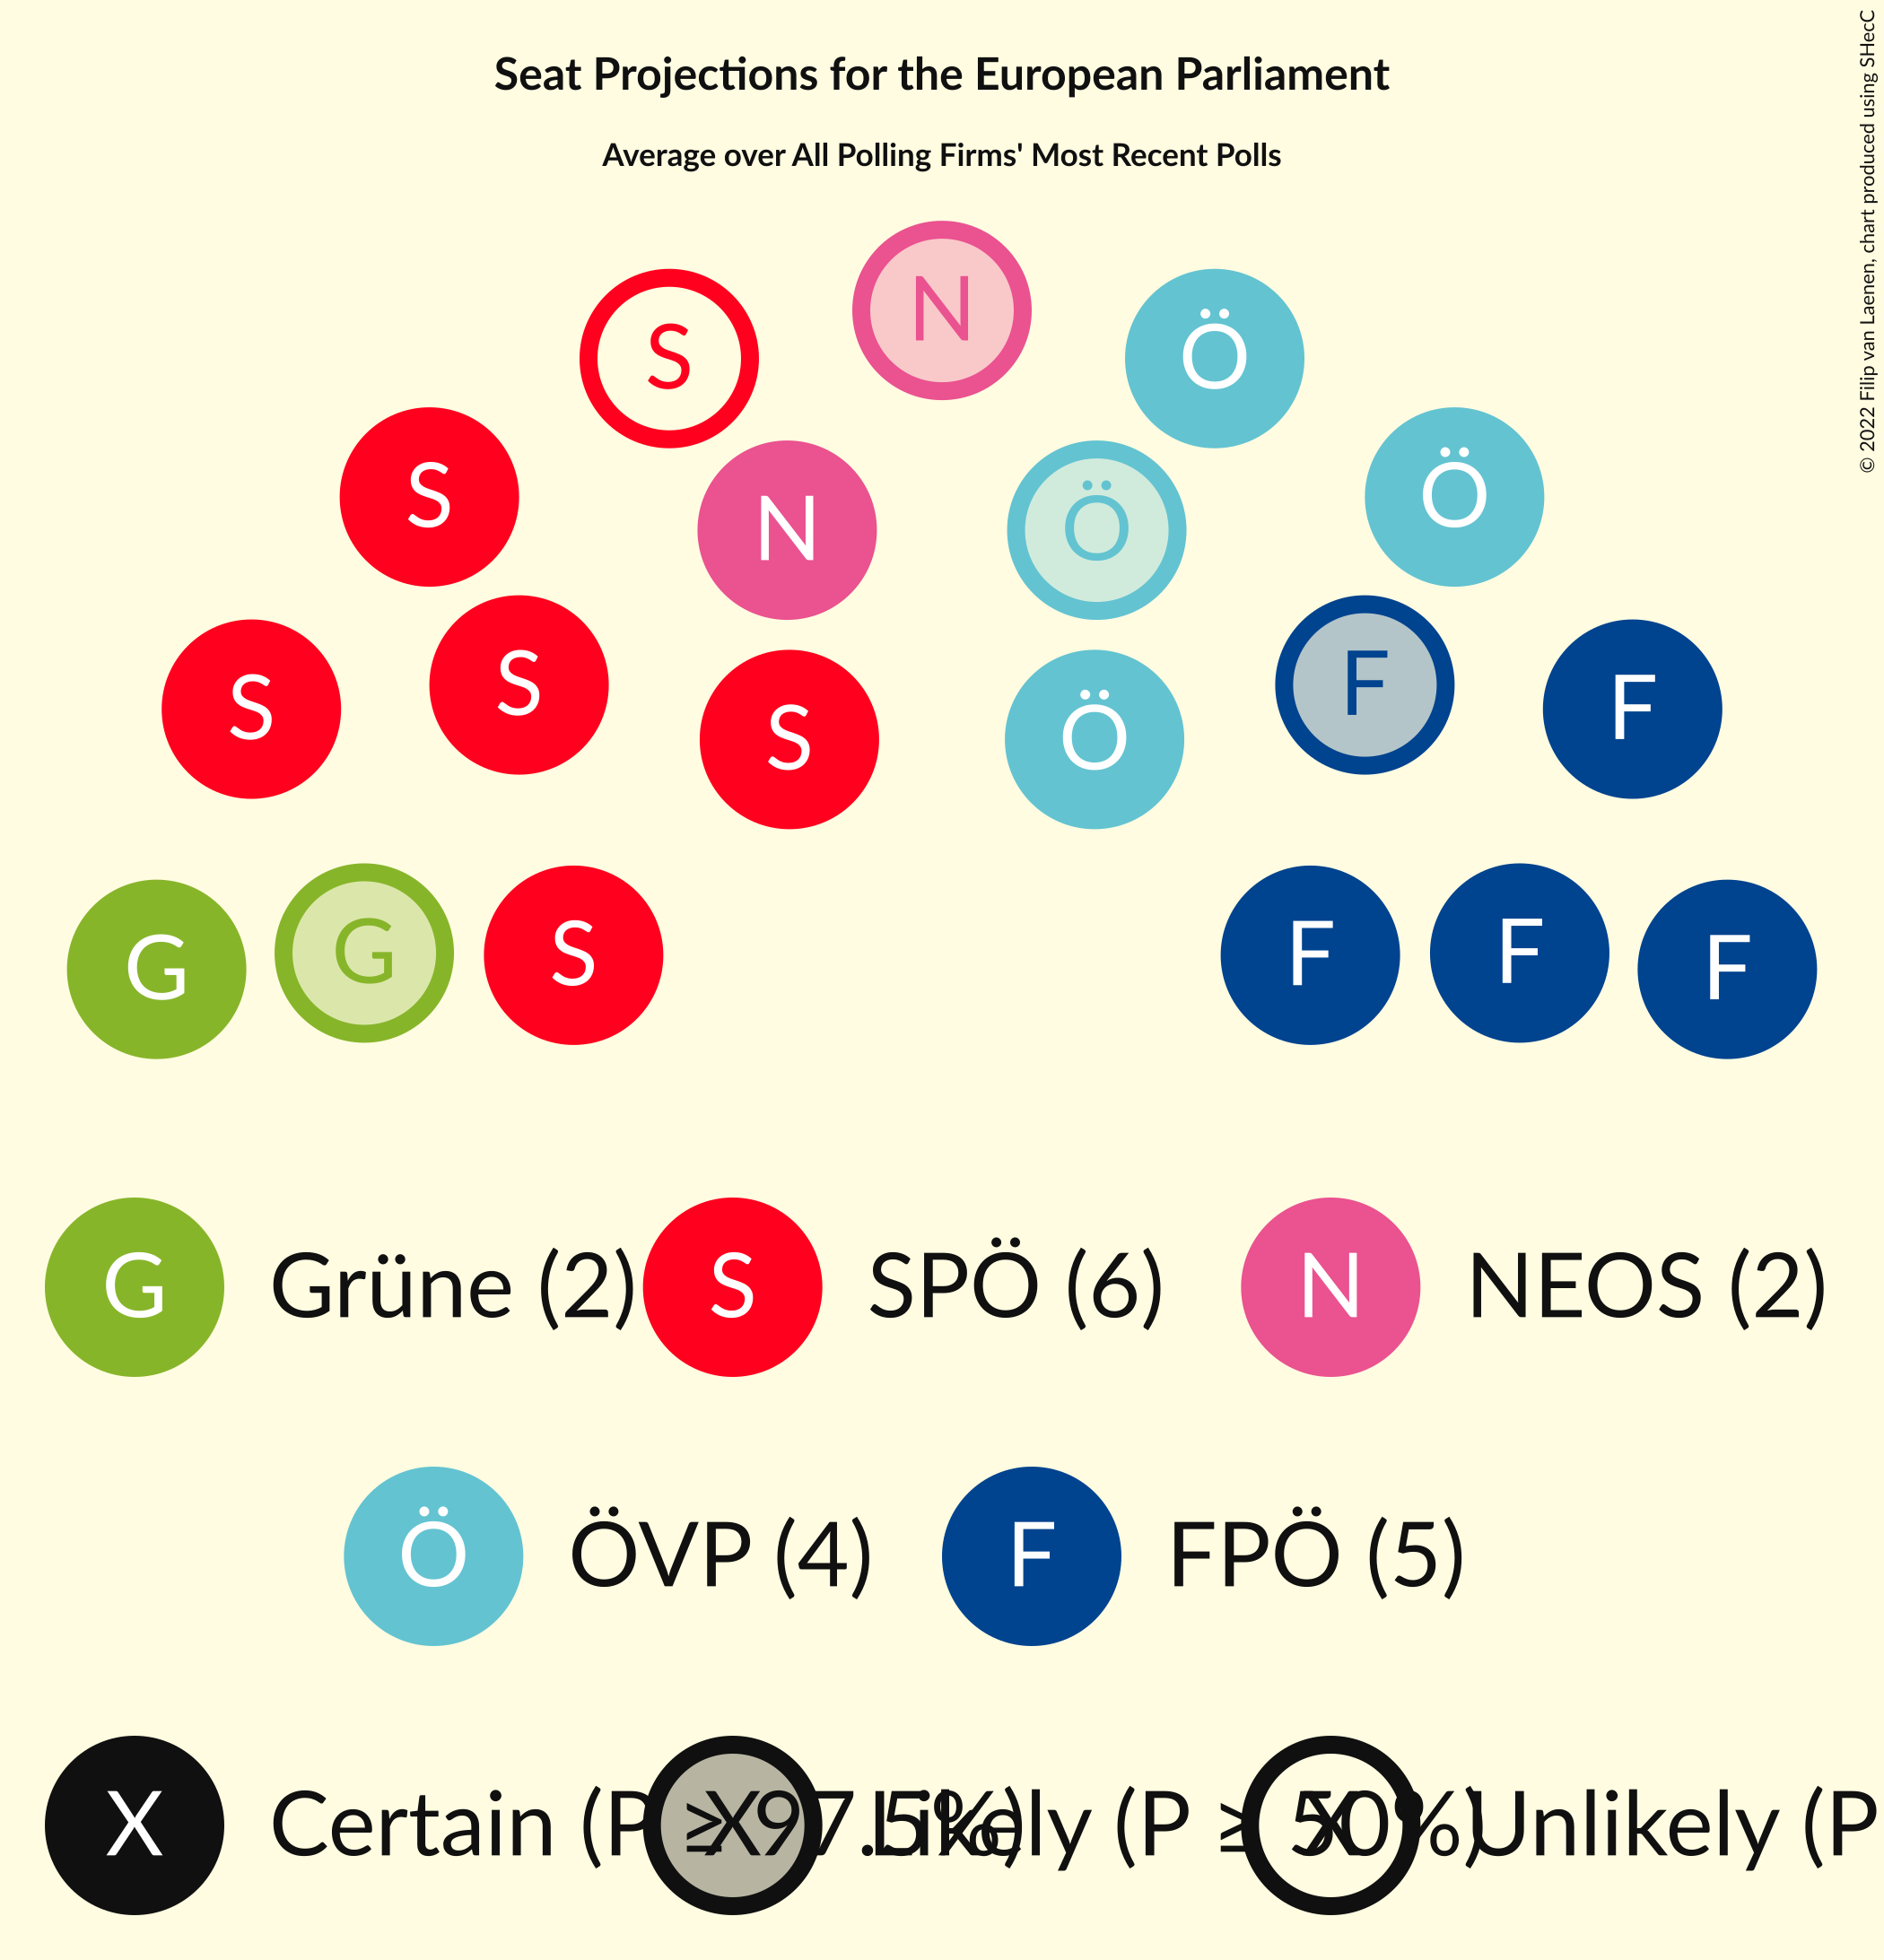 Seat Projections for the European Parliament
Average over All Polling Firms' Most Recent Polls
© 2022 Filip van Laenen, chart produced using SHecC
N
S Ö
S Ö
N Ö
S S F F
S Ö
G G S F F F
G Grüne (2) S SPÖ (6) N NEOS (2)
Ö ÖVP (4) F FPÖ (5)
X Certain (P ≥ 97.5%) X Likely (P ≥ 50%) X Unlikely (P